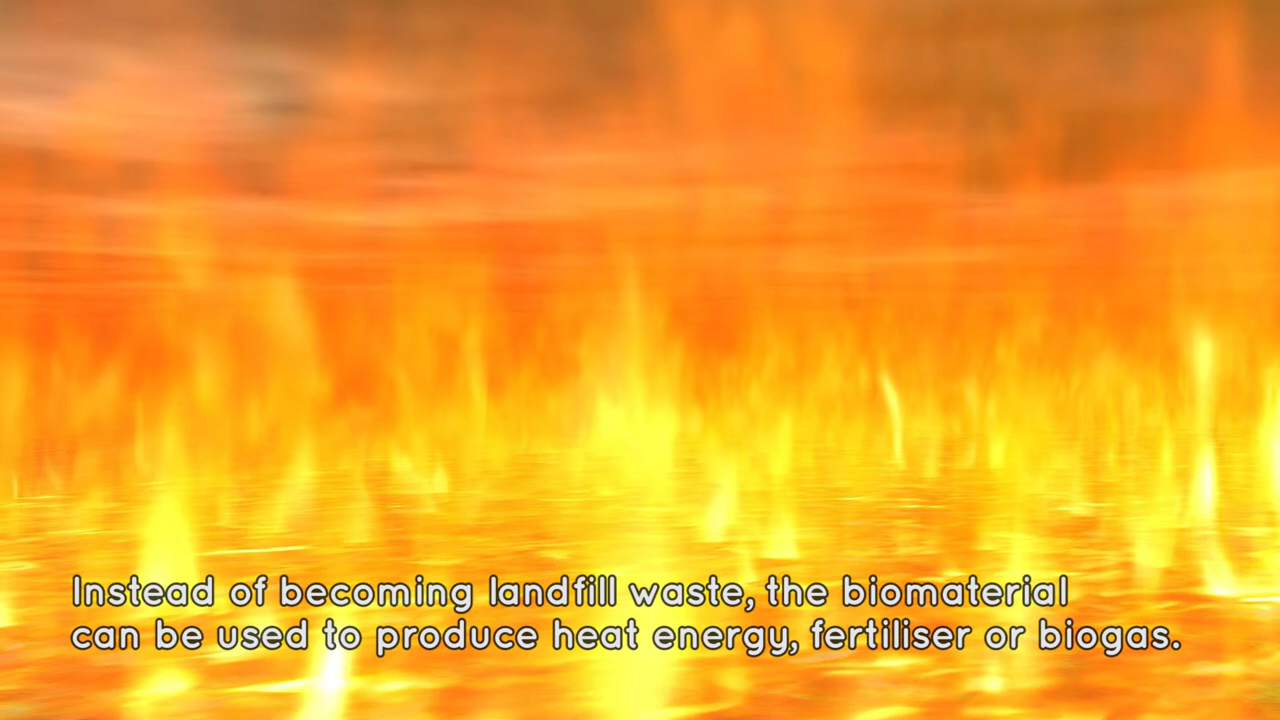 Instead of becoming landfill waste, the biomaterial
can be used to produce heat energy, fertiliser or biogas.